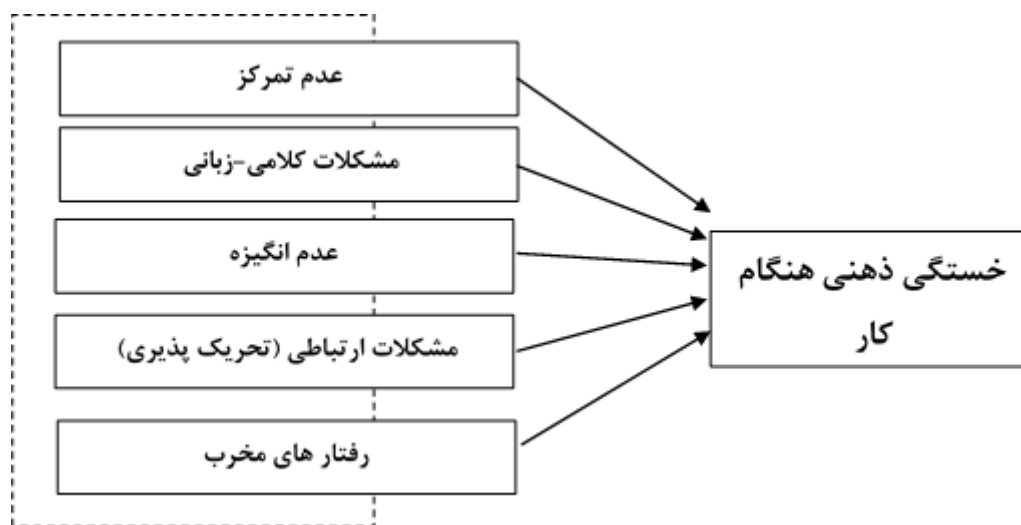 عدم تمرکز
مشکلات کلامی-زبانی
عدم انگیزه
مشکلات ارتباطی (تحریک پذیری)
رفتار های مخرب
خستگی ذهنی هنگام
کار